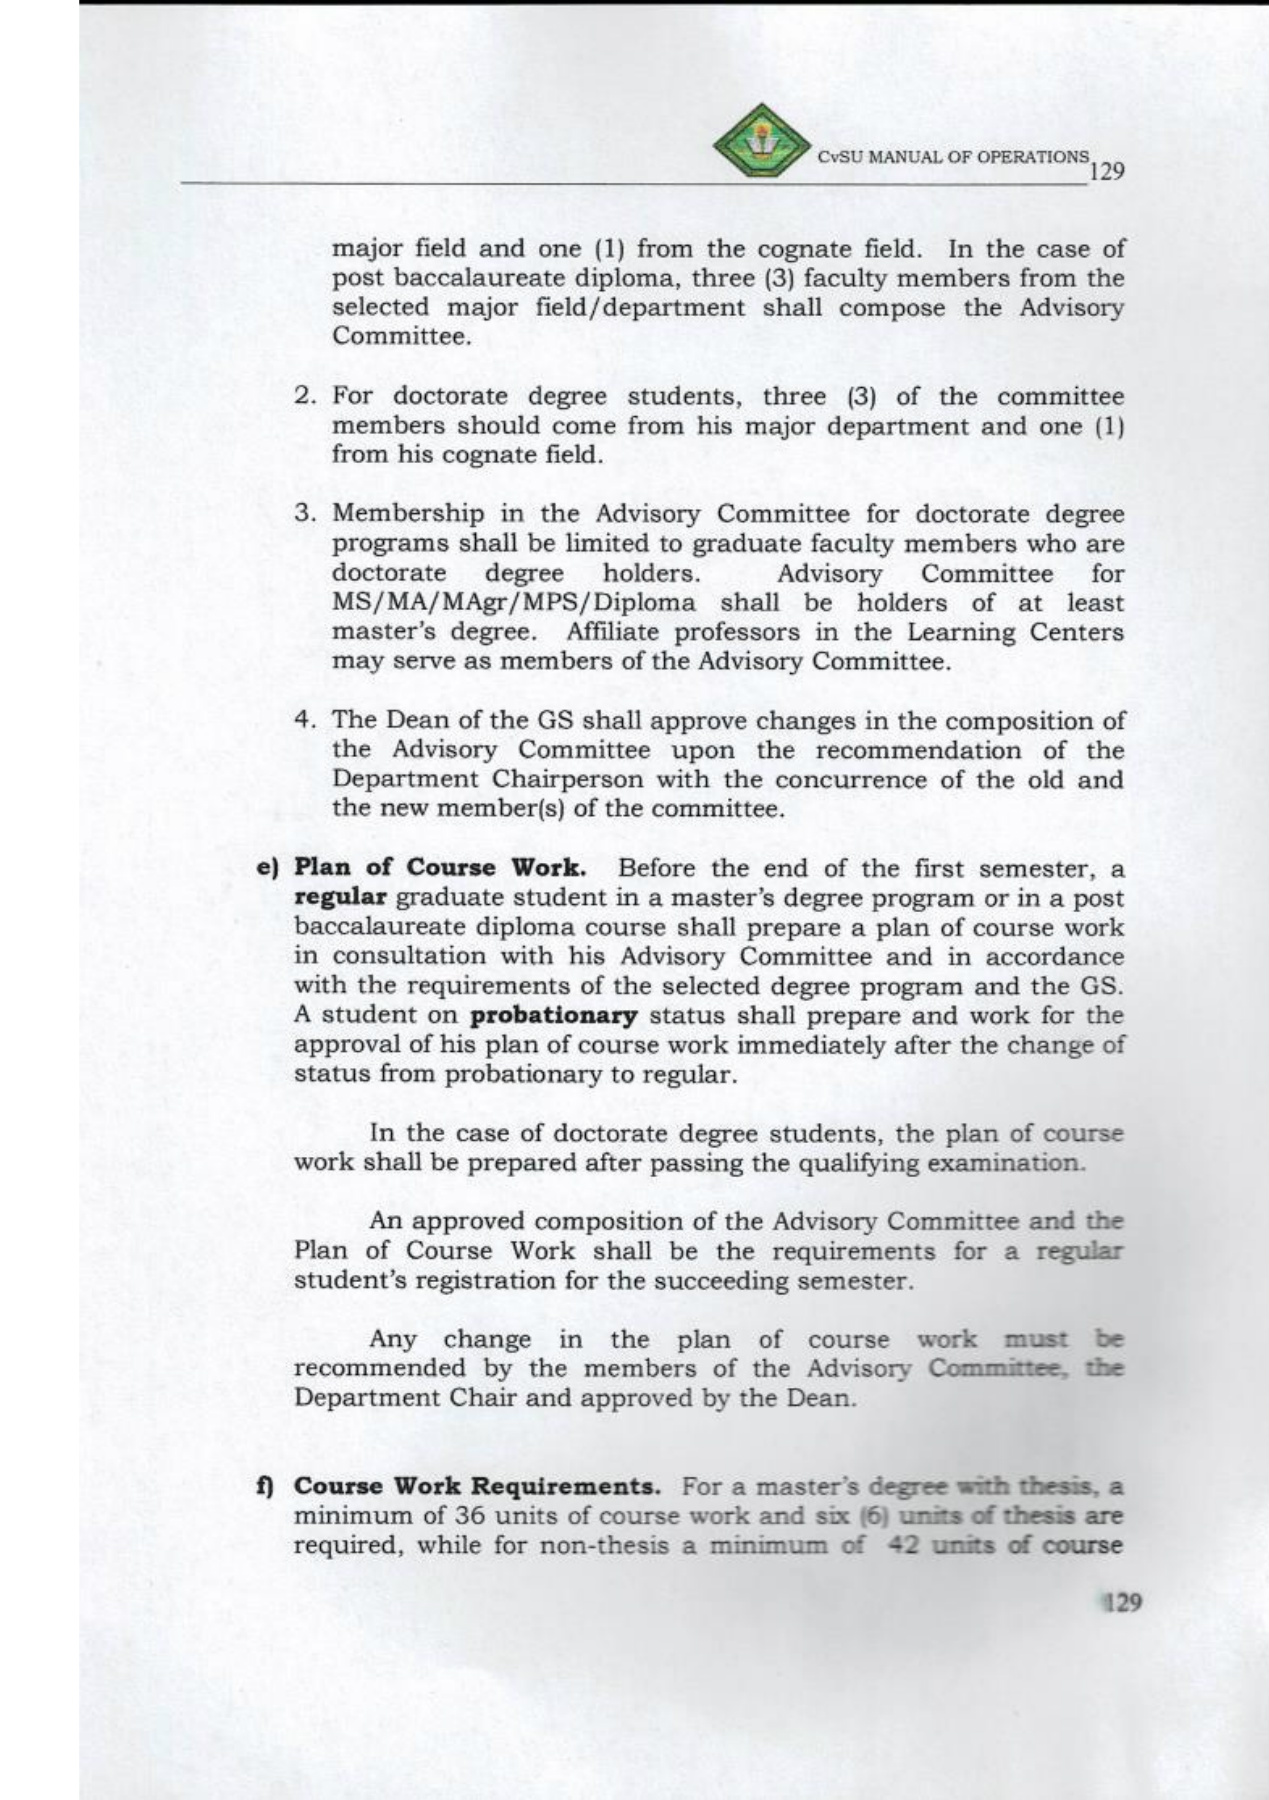 CvSU MANUAL OF OPERATIONS
129
major field and one (1) from the cognate field. In the case of
post baccalaureate diploma, three (3) faculty members from the
selected major field/department shall compose the Advisory
Committee.
2. For doctorate degree students, three (3) of the committee
members should come from his major department and one (1)
from his cognate field.
3. Membership in the Advisory Committee for doctorate degree
programs shall be limited to graduate faculty members who are
doctorate degree holders. Advisory Committee for
MS/MA/MAgr/MPS/Diploma shall be holders of at least
master's degree. Affiliate professors in the Learning Centers
may serve as members of the Advisory Committee.
4. The Dean of the GS shall approve changes in the composition of
the Advisory Committee upon the recommendation of the
Department Chairperson with the concurrence of the old and
the new member(s) of the committee.
e) Plan of Course Work. Before the end of the first semester, a
regular graduate student in a master's degree program or in a post
baccalaureate diploma course shall prepare a plan of course work
in consultation with his Advisory Committee and in accordance
with the requirements of the selected degree program and the GS.
A student on probationary status shall prepare and work for the
approval of his plan of course work immediately after the change of
status from probationary to regular.
In the case of doctorate degree students, the plan of course
work shall be prepared after passing the qualifying examination.
An approved composition of the Advisory Committee and the
Plan of Course Work shall be the requirements for a regular
student's registration for the succeeding semester.
Any change in the plan of course work must be
recommended by the members of the Advisory Committee, the
Department Chair and approved by the Dean.
f) Course Work Requirements. For a master's degree with thesis, a
minimum of 36 units of course work and six (6) units of thesis are
required, while for non-thesis a minimum of 42 units of course
129